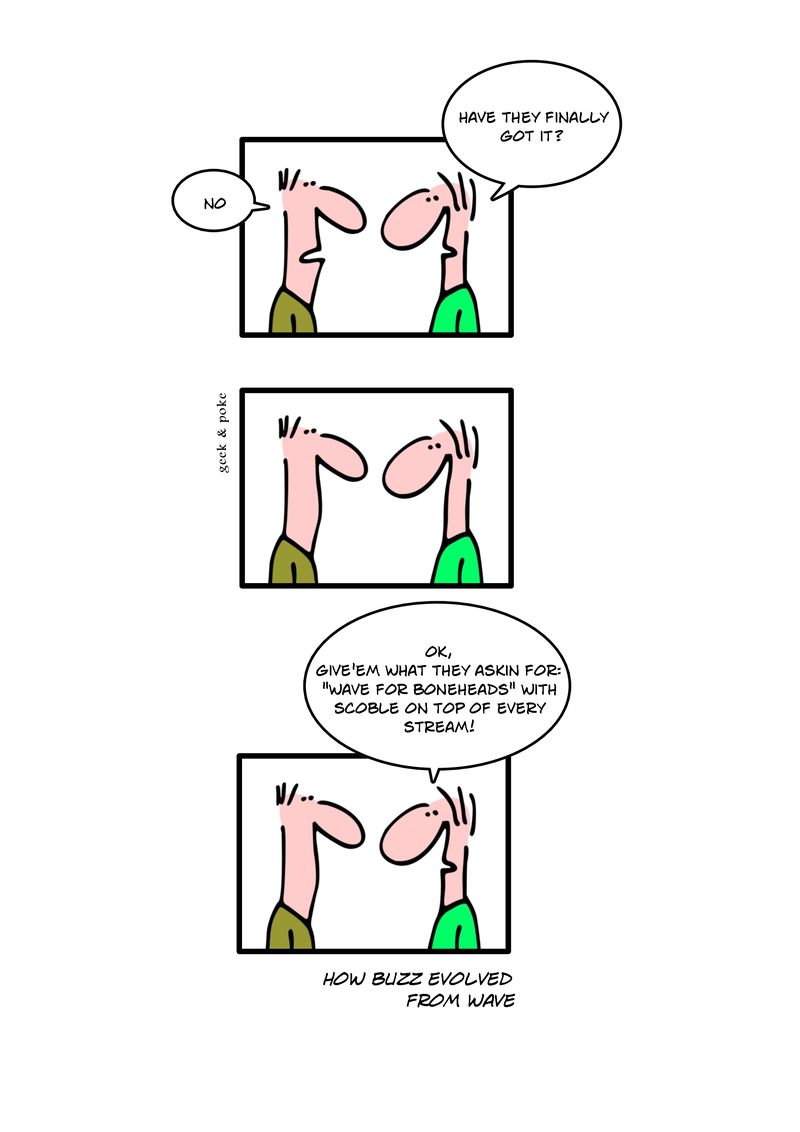 HAVE THEY FINALLY
GOT IT?
NO
geek & poke
OK,
GIVE'EM WHAT THEY ASKIN FOR:
"WAVE FOR BONEHEADS" WITH
SCOBLE ON TOP OF EVERY
STREAM!
HOW BUZZ EVOLVED
FROM WAVE